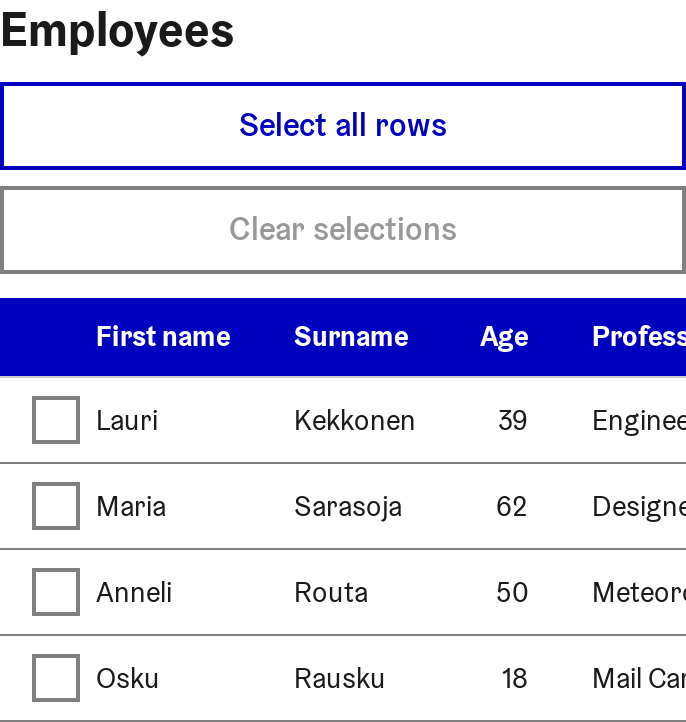 Employees
Select all rows
Clear selections
First name Surname Age Profess
Lauri Kekkonen 39 Enginee
Maria Sarasoja 62 Designe
Anneli Routa 50 Meteoro
Osku Rausku 18 Mail Car